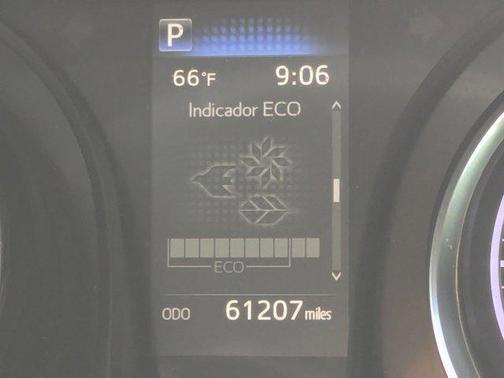 P
66°F 9:06
Indicador ECO
ECO
ODO 61207 miles